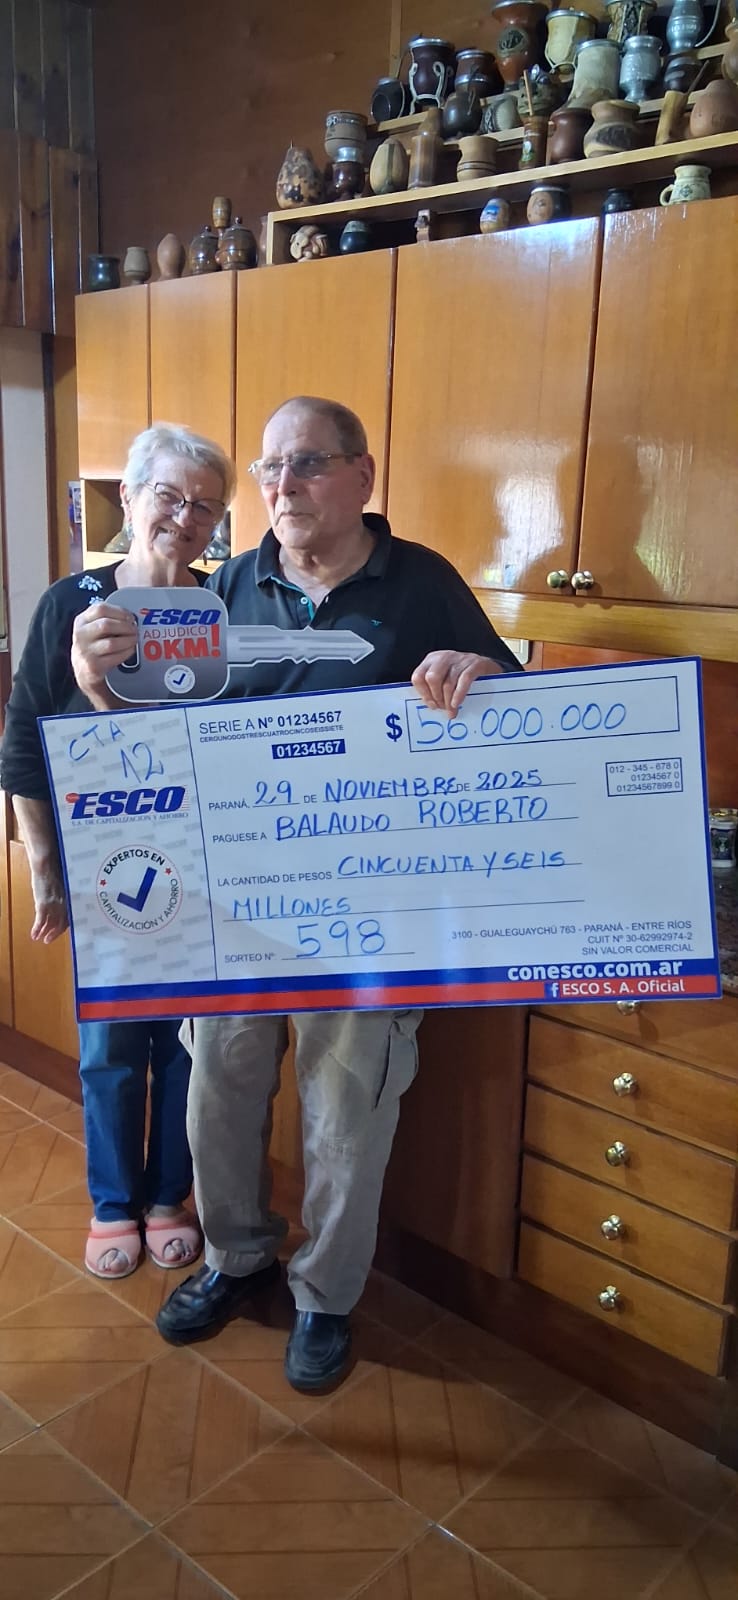 ESCO
ADJUDICO
0KM!
CTA
12
ESCO
S.A. DE CAPITALIZACION Y AHORRO
EXPERTOS EN
CAPITALIZACIÓN Y AHORRO
SERIE A Nº 01234567
CEROUNODOSTRESCUATROCINCOSEISSIETE
01234567
$ 56.000.000
012 - 345 - 678 0
01234567 0
01234567899 0
PARANÁ, 29 DE NOVIEMBRE DE 2025
PAGUESE A BALAUDO ROBERTO
LA CANTIDAD DE PESOS CINCUENTA Y SEIS
MILLONES
SORTEO Nº 598
3100 - GUALEGUAYCHÚ 763 - PARANÁ - ENTRE RÍOS
CUIT Nº 30-62992974-2
SIN VALOR COMERCIAL
conesco.com.ar
f ESCO S. A. Oficial